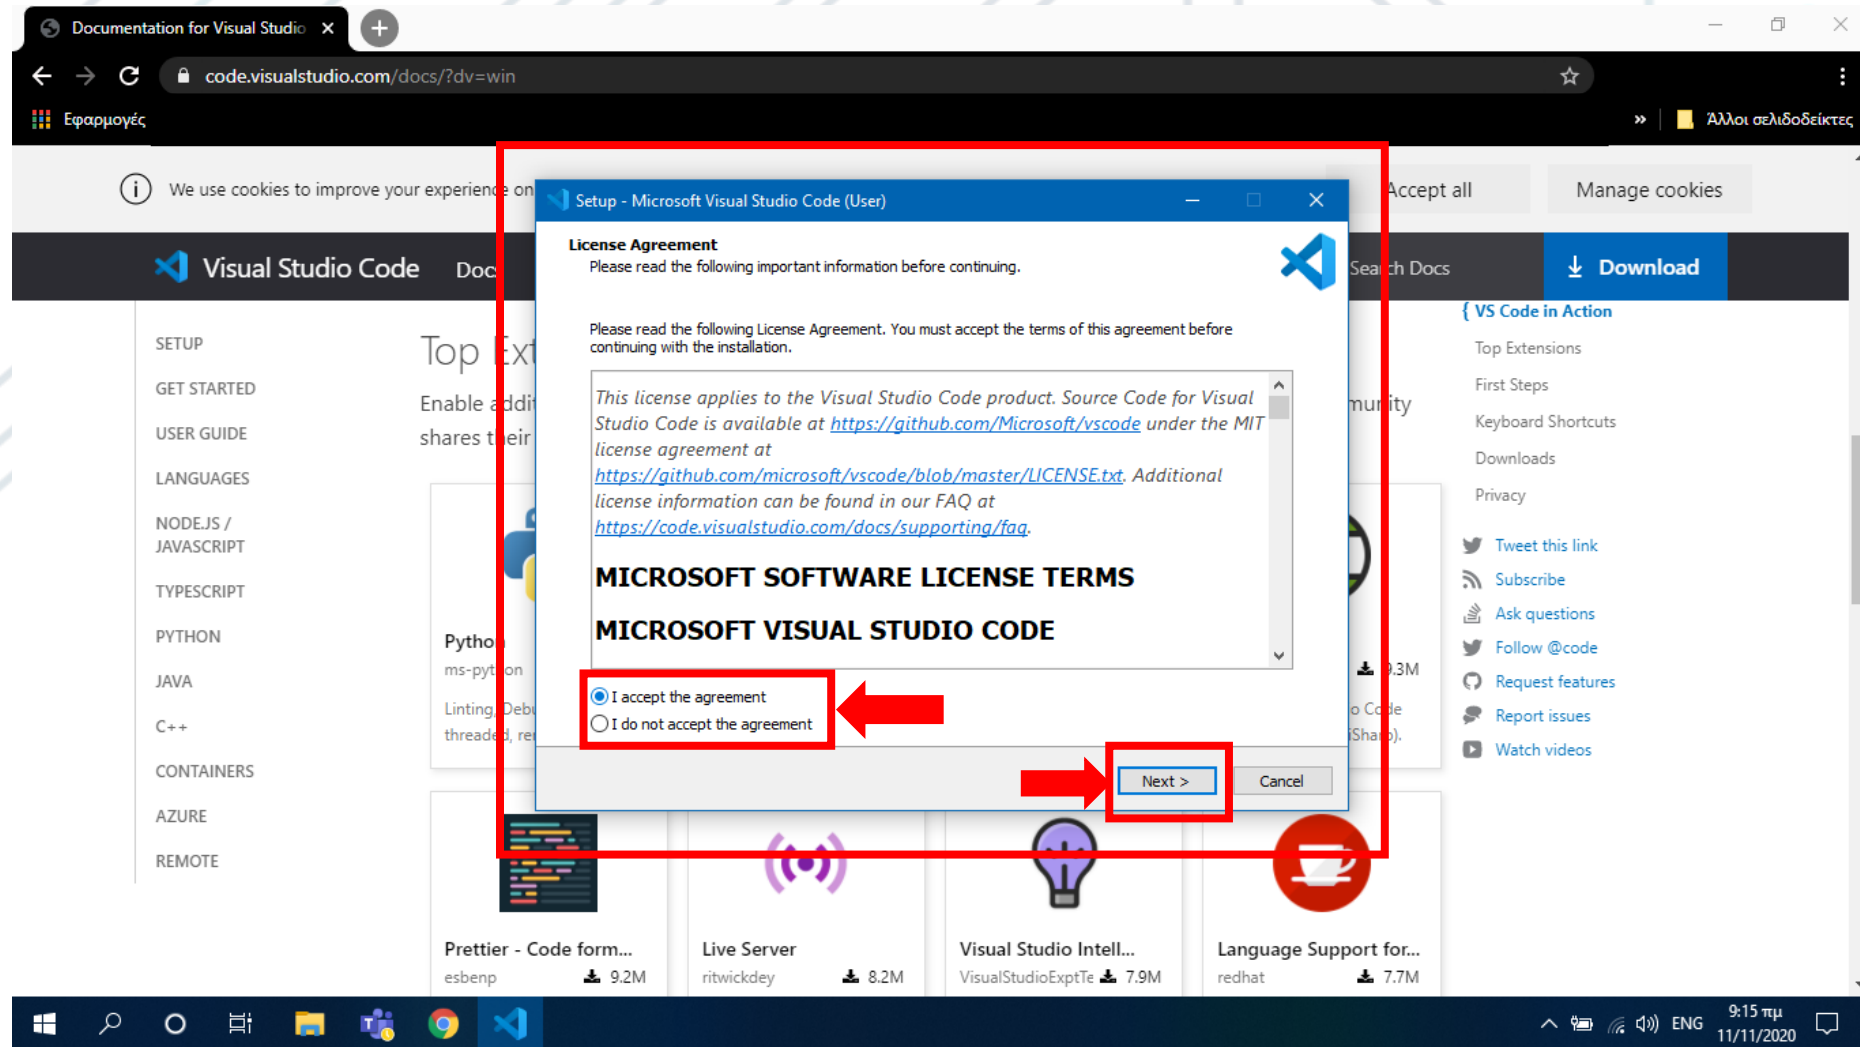 Documentation for Visual Studio
code.visualstudio.com/docs/?dv=win
Εφαρμογές
»
Άλλοι σελιδοδείκτες
We use cookies to improve your experience on
Accept all
Manage cookies
Setup - Microsoft Visual Studio Code (User)
License Agreement
Please read the following important information before continuing.
Please read the following License Agreement. You must accept the terms of this agreement before
continuing with the installation.
This license applies to the Visual Studio Code product. Source Code for Visual
Studio Code is available at https://github.com/Microsoft/vscode under the MIT
license agreement at
https://github.com/microsoft/vscode/blob/master/LICENSE.txt. Additional
license information can be found in our FAQ at
https://code.visualstudio.com/docs/supporting/faq.
MICROSOFT SOFTWARE LICENSE TERMS
MICROSOFT VISUAL STUDIO CODE
I accept the agreement
I do not accept the agreement
Next >
Cancel
Visual Studio Code
Search Docs
Download
SETUP
GET STARTED
USER GUIDE
LANGUAGES
NODE.JS /
JAVASCRIPT
TYPESCRIPT
PYTHON
JAVA
C++
CONTAINERS
AZURE
REMOTE
Top
Enable
shares their
Python
ms-python
Linting,
threaded,
9.3M
Code
Prettier - Code form...
esbenp
9.2M
Live Server
ritwickdey
8.2M
Visual Studio Intell...
VisualStudioExptTe
7.9M
Language Support for...
redhat
7.7M
{ VS Code in Action
Top Extensions
First Steps
Keyboard Shortcuts
Downloads
Privacy
Tweet this link
Subscribe
Ask questions
Follow @code
Request features
Report issues
Watch videos
ENG
9:15 πμ
11/11/2020